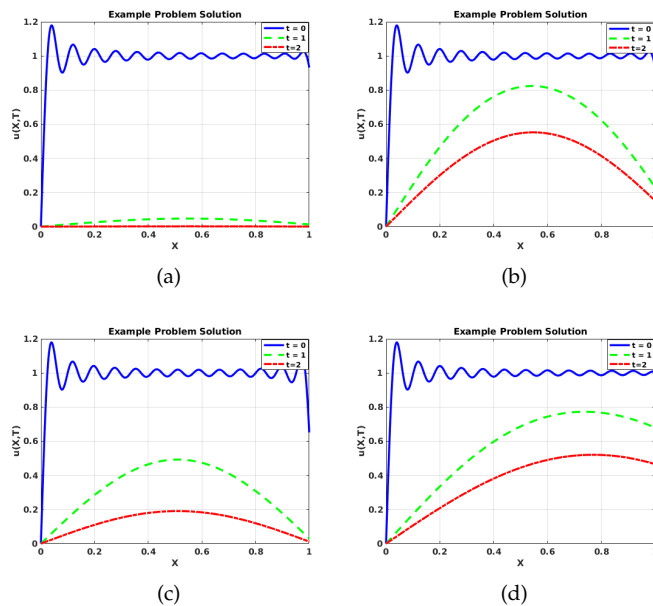 Example Problem Solution
u(X,T)
1.2
1
0.8
0.6
0.4
0.2
0
t = 0
t = 1
t=2
0 0.2 0.4 0.6 0.8 1
X
(a)
Example Problem Solution
u(X,T)
1.2
1
0.8
0.6
0.4
0.2
0
t = 0
t = 1
t=2
0 0.2 0.4 0.6 0.8
X
(b)
Example Problem Solution
u(X,T)
1.2
1
0.8
0.6
0.4
0.2
0
t = 0
t = 1
t=2
0 0.2 0.4 0.6 0.8 1
X
(c)
Example Problem Solution
u(X,T)
1.2
1
0.8
0.6
0.4
0.2
0
t = 0
t = 1
t=2
0 0.2 0.4 0.6 0.8
X
(d)